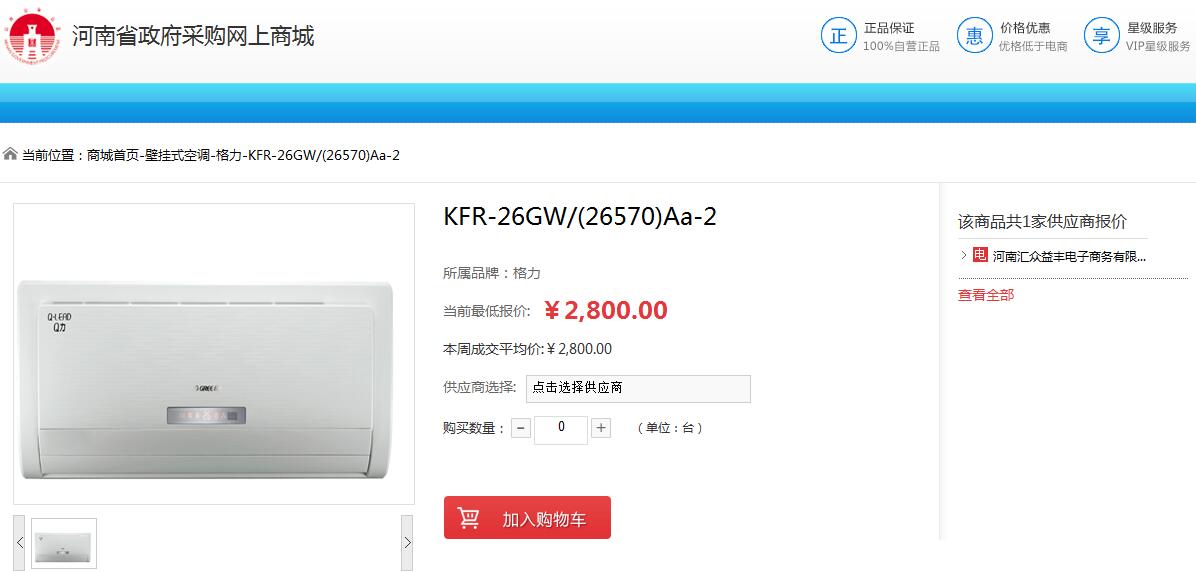 河南省政府采购网上商城
正
正品保证
100%自营正品
惠
价格优惠
优格低于电商
享
星级服务
VIP星级服务
当前位置：商城首页-壁挂式空调-格力-KFR-26GW/(26570)Aa-2
KFR-26GW/(26570)Aa-2
所属品牌：格力
当前最低报价: ￥2,800.00
本周成交平均价:￥2,800.00
供应商选择: 点击选择供应商
购买数量： - 0 + （单位：台）
加入购物车
该商品共1家供应商报价
电 河南汇众益丰电子商务有限...
查看全部
Q-LEAD
Q力
GREE